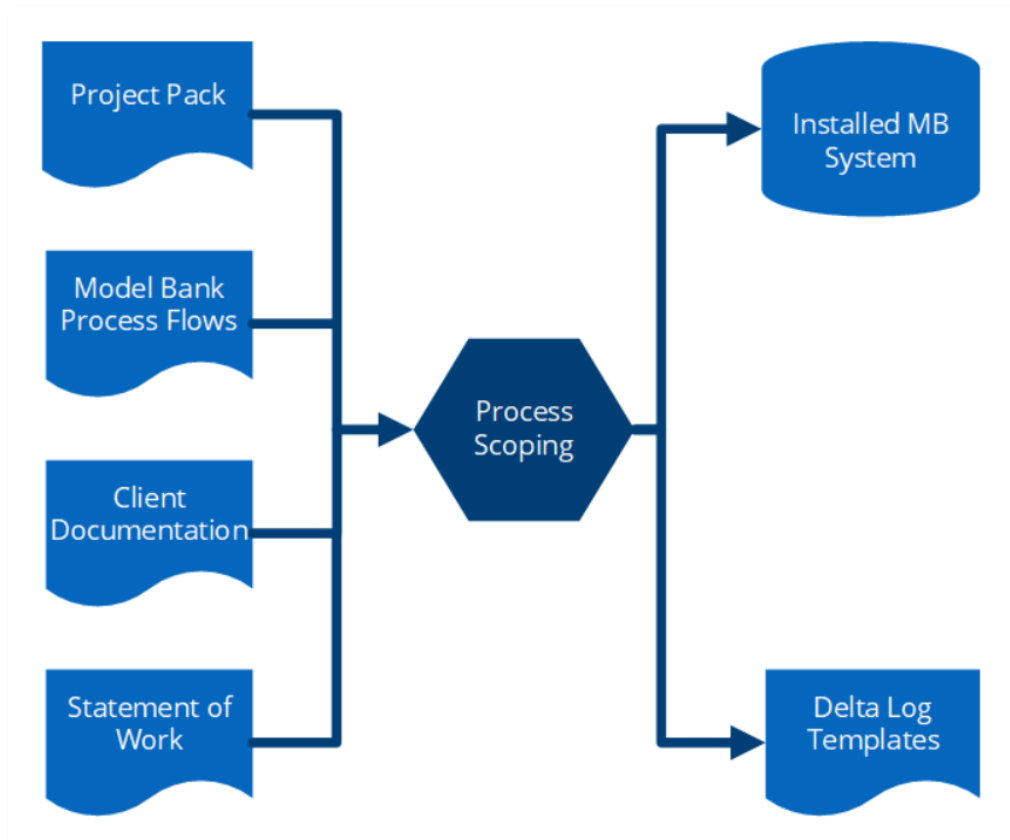 Project Pack
Model Bank
Process Flows
Client
Documentation
Statement of
Work
Process
Scoping
Installed MB
System
Delta Log
Templates